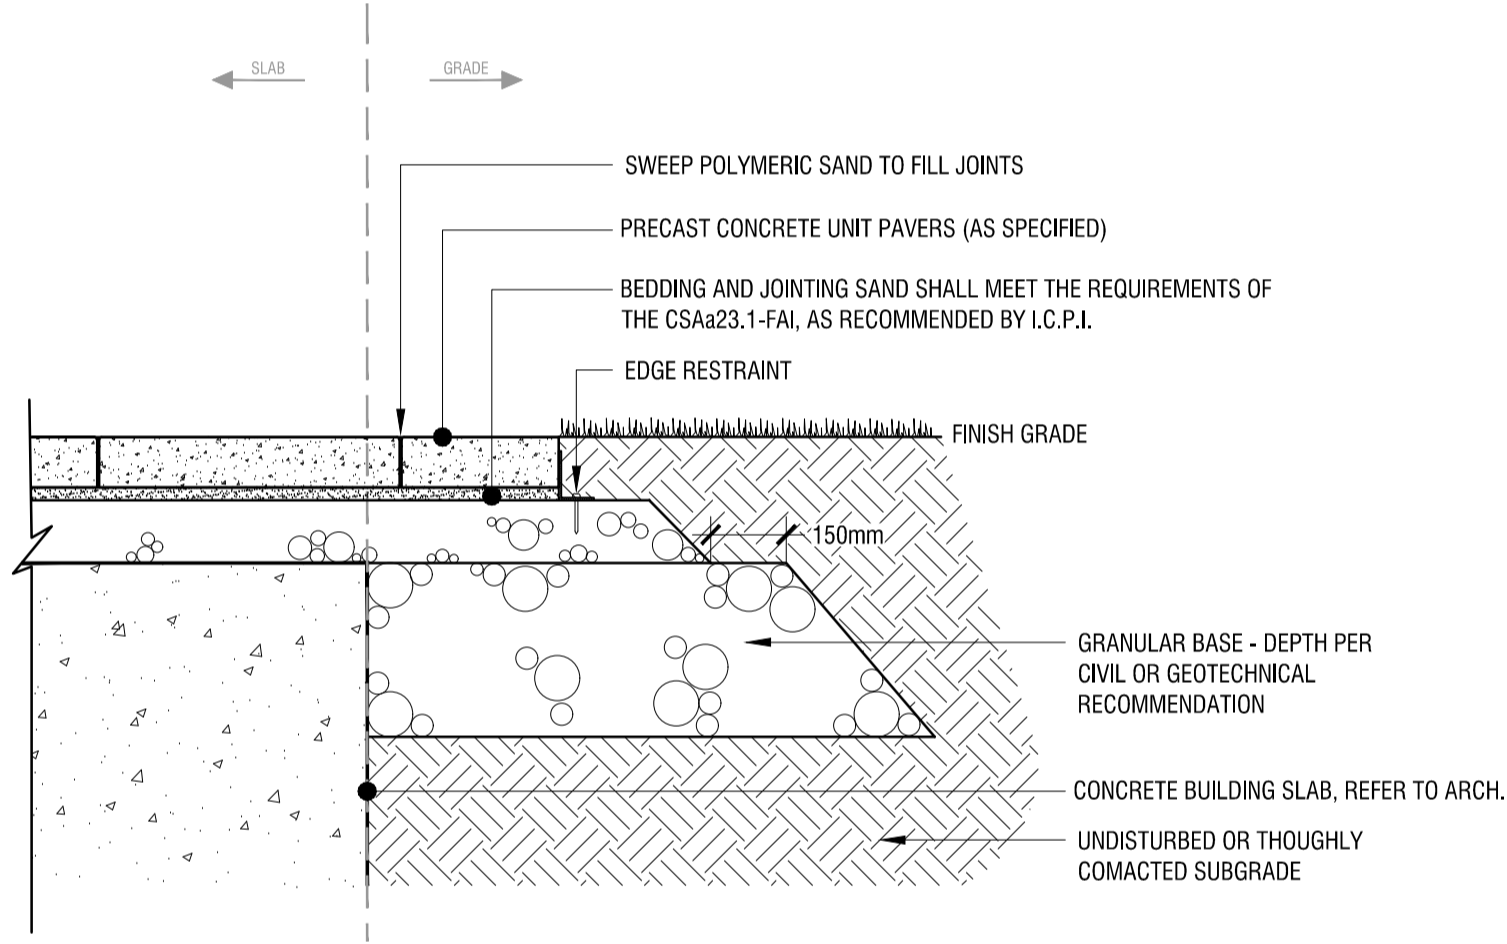 SLAB
GRADE
SWEEP POLYMERIC SAND TO FILL JOINTS
PRECAST CONCRETE UNIT PAVERS (AS SPECIFIED)
BEDDING AND JOINTING SAND SHALL MEET THE REQUIREMENTS OF
THE CSAa23.1-FAI, AS RECOMMENDED BY I.C.P.I.
EDGE RESTRAINT
FINISH GRADE
150mm
GRANULAR BASE - DEPTH PER
CIVIL OR GEOTECHNICAL
RECOMMENDATION
CONCRETE BUILDING SLAB, REFER TO ARCH.
UNDISTURBED OR THOUGHLY
COMACTED SUBGRADE